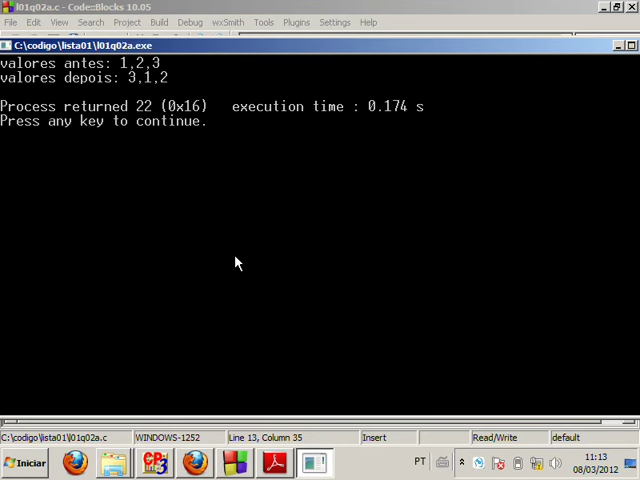 l01q02a.c - Code::Blocks 10.05
File Edit View Search Project Build Debug wxSmith Tools Plugins Settings Help
C:\codigo\lista01\l01q02a.exe
valores antes: 1,2,3
valores depois: 3,1,2
Process returned 22 (0x16)   execution time : 0.174 s
Press any key to continue.
C:\codigo\lista01\l01q02a.c WINDOWS-1252 Line 13, Column 35 Insert Read/Write default
Iniciar PT 11:13
08/03/2012